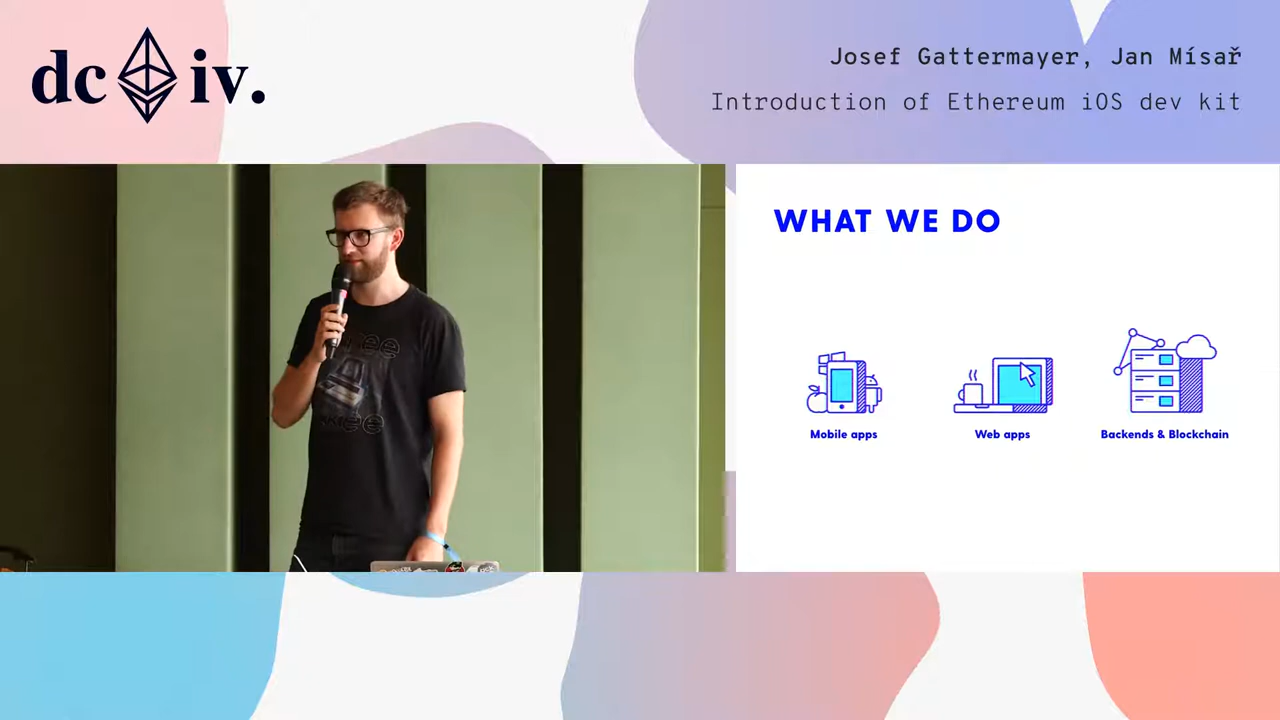 dc iv.
Josef Gattermayer, Jan Mísař
Introduction of Ethereum iOS dev kit
WHAT WE DO
Mobile apps
Web apps
Backends & Blockchain